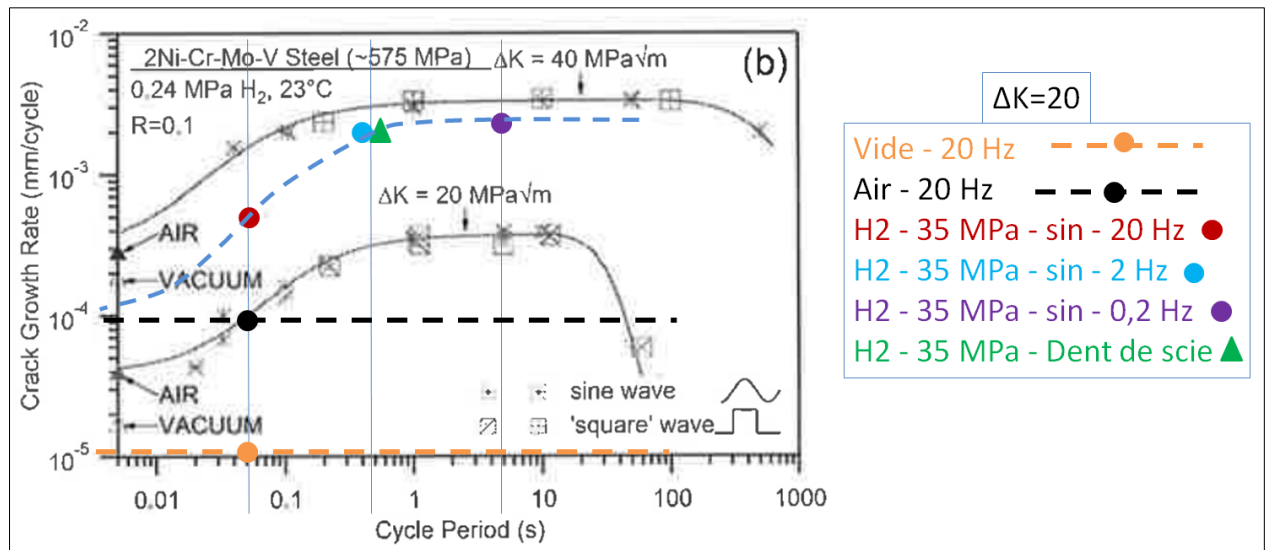 10-2
2Ni-Cr-Mo-V Steel (~575 MPa)
ΔK = 40 MPa√m
(b)
0.24 MPa H2, 23°C
R=0.1
10-3
ΔK = 20 MPa√m
AIR
VACUUM
10-4
AIR
VACUUM
sine wave
'square' wave
10-5
0.01 0.1 1 10 100 1000
Cycle Period (s)
Crack Growth Rate (mm/cycle)
ΔK=20
Vide - 20 Hz
Air - 20 Hz
H2 - 35 MPa - sin - 20 Hz
H2 - 35 MPa - sin - 2 Hz
H2 - 35 MPa - sin - 0,2 Hz
H2 - 35 MPa - Dent de scie